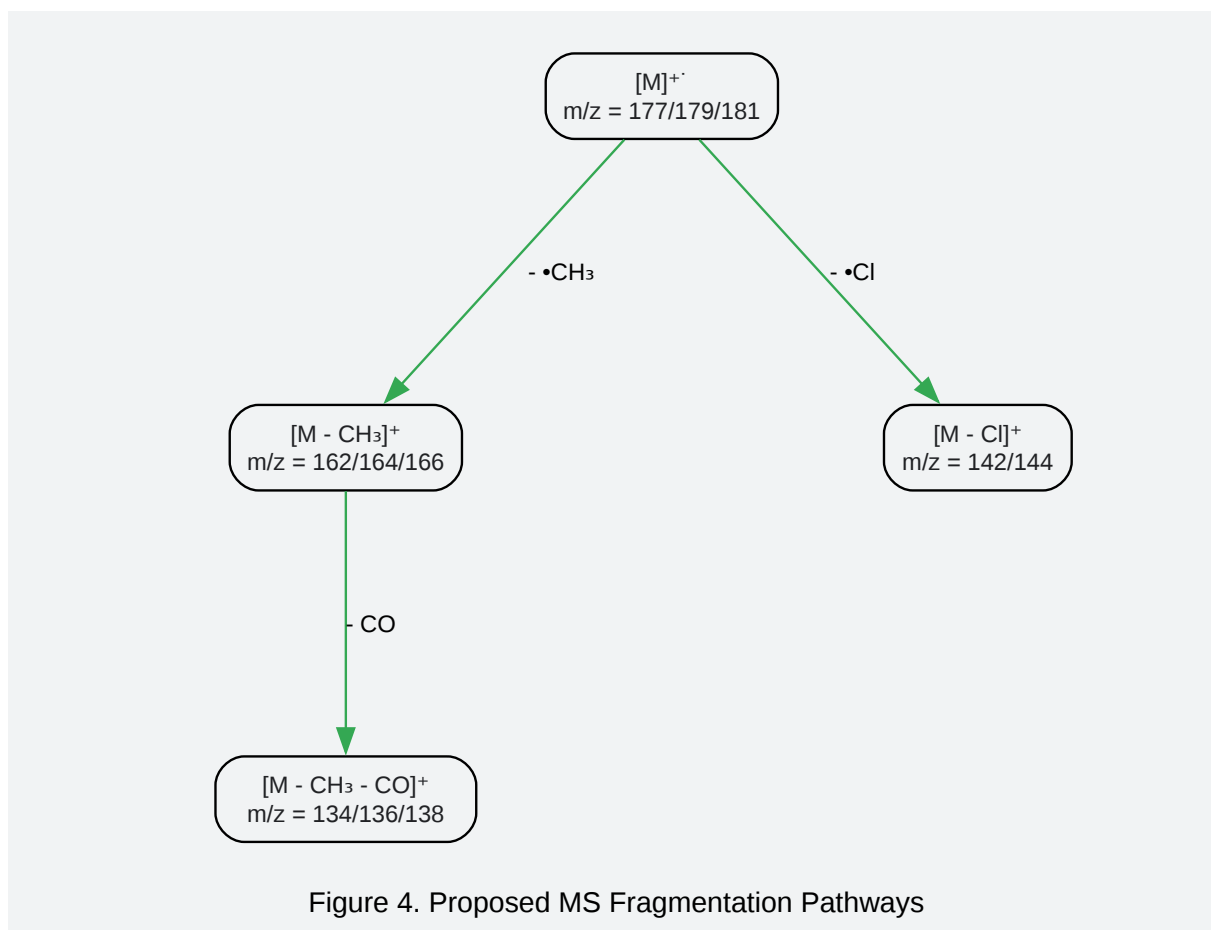 [M]⁺˙
m/z = 177/179/181
- •CH₃
- •Cl
[M - CH₃]⁺
m/z = 162/164/166
[M - Cl]⁺
m/z = 142/144
- CO
[M - CH₃ - CO]⁺
m/z = 134/136/138
Figure 4. Proposed MS Fragmentation Pathways